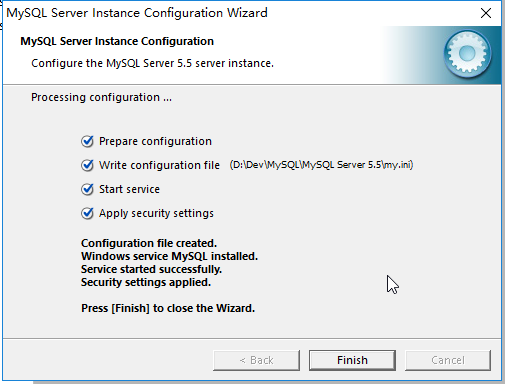 MySQL Server Instance Configuration Wizard
MySQL Server Instance Configuration
Configure the MySQL Server 5.5 server instance.
Processing configuration ...
Prepare configuration
Write configuration file (D:\Dev\MySQL\MySQL Server 5.5\my.ini)
Start service
Apply security settings
Configuration file created.
Windows service MySQL installed.
Service started successfully.
Security settings applied.
Press [Finish] to close the Wizard.
< Back Finish Cancel